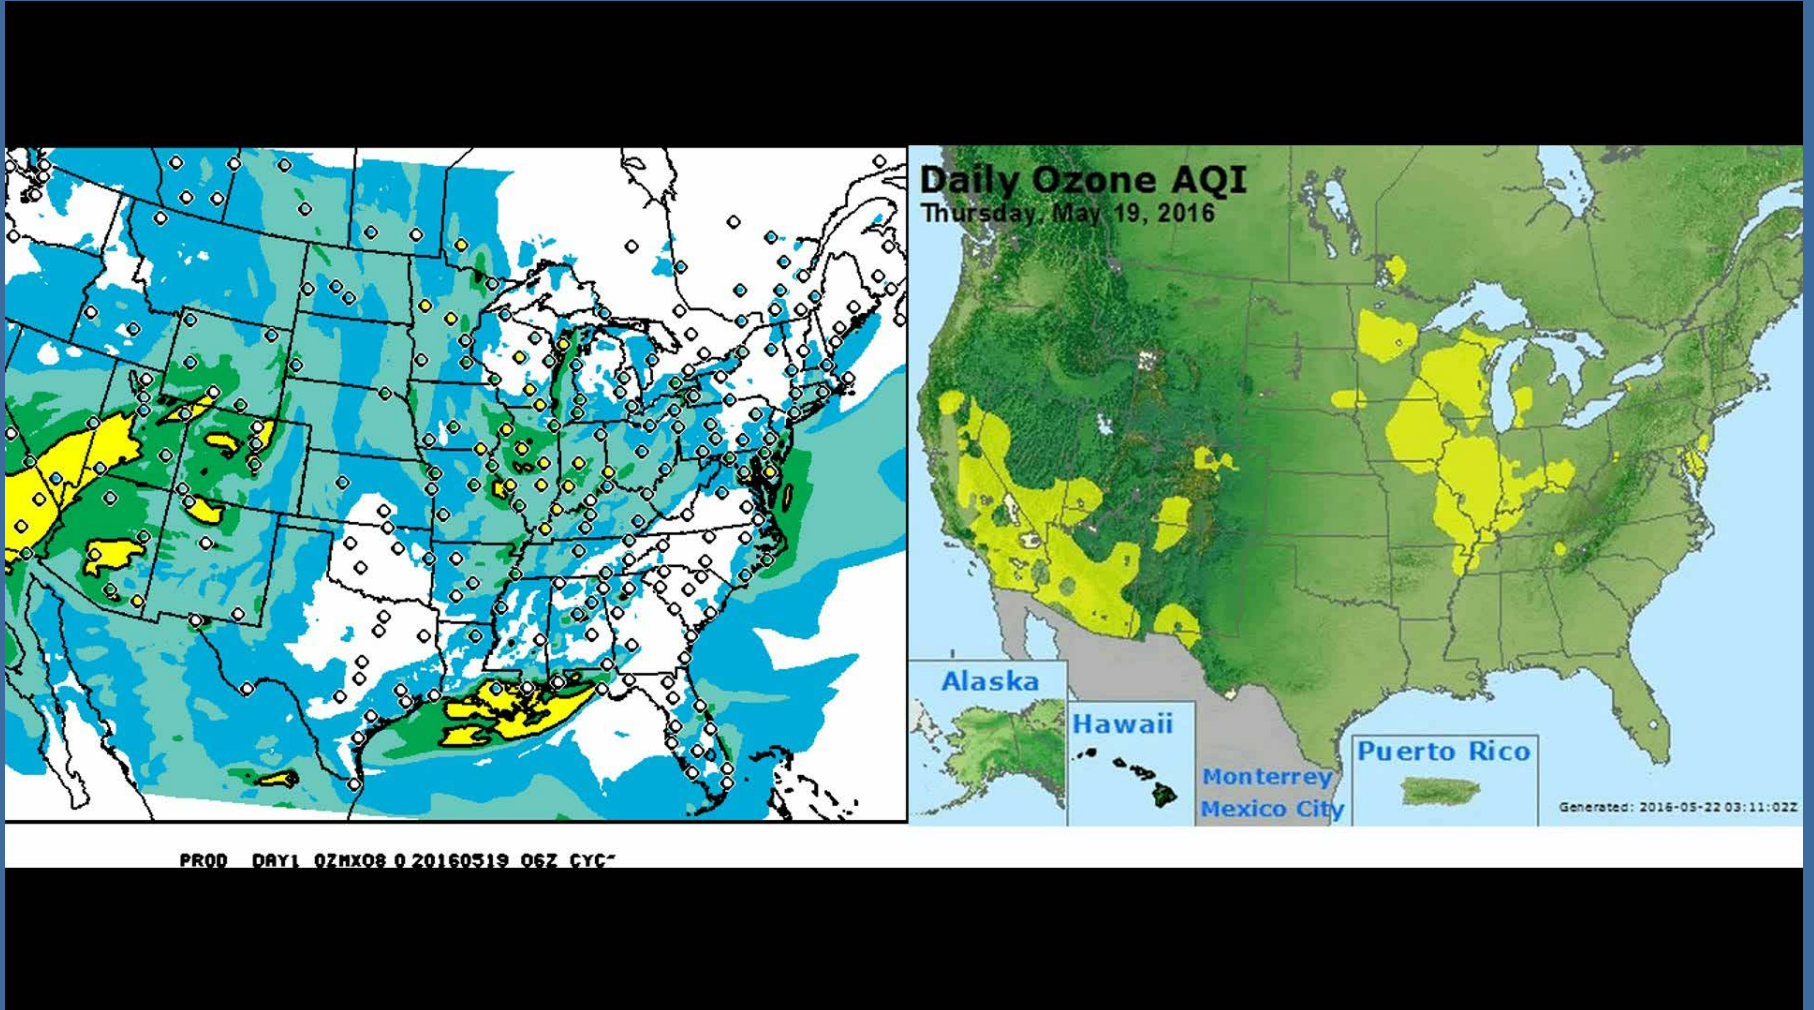 Daily Ozone AQI
Thursday, May 19, 2016
Alaska
Hawaii
Monterrey
Mexico City
Puerto Rico
Generated: 2016-05-22 03:11:02Z
PROD DAY1 OZMX08 0 20160519 06Z CYC